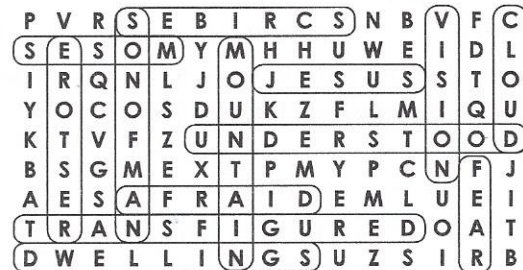 P V R S E B I R C S N B V F C
S E S O M Y M H H U W E I D L
I R Q N L J O J E S U S S T O
Y O C O S D U K Z F L M I Q U
K T V F Z U N D E R S T O O D
B S G M E X T P M Y P C N F J
A E S A F R A I D E M L U E I
T R A N S F I G U R E D O A T
D W E L L I N G S U Z S I R B